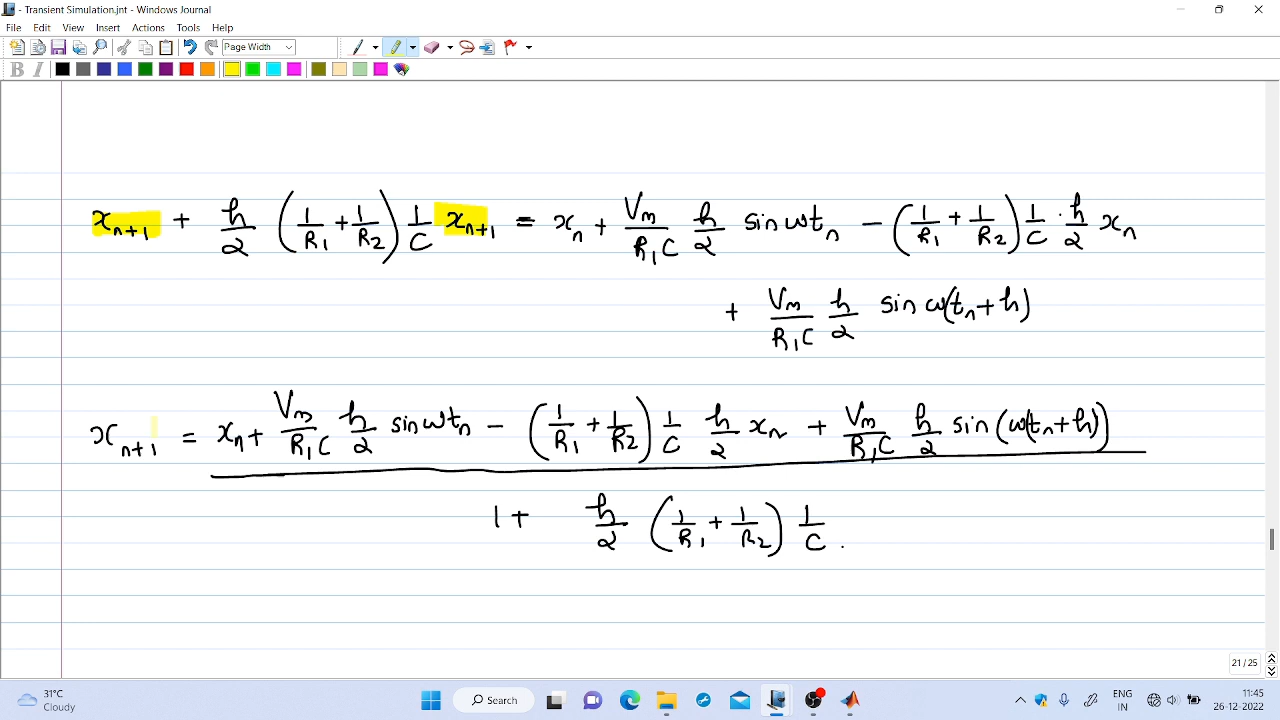 Transient Simulation.jnt - Windows Journal
File Edit View Insert Actions Tools Help
Page Width
B I
x_{n+1} + h/2 (1/R_1 + 1/R_2) 1/C x_{n+1} = x_n + V_m/R_1C h/2 sin ωt_n − (1/R_1 + 1/R_2) 1/C · h/2 x_n
+ V_m/R_1C h/2 sin ω(t_n + h)
x_{n+1} = x_n + V_m/R_1C h/2 sin ωt_n − (1/R_1 + 1/R_2) 1/C h/2 x_n + V_m/R_1C h/2 sin (ω(t_n + h))
1 + h/2 (1/R_1 + 1/R_2) 1/C .
21 / 25
31°C
Cloudy
Search
ENG
IN
11:45
26-12-2022